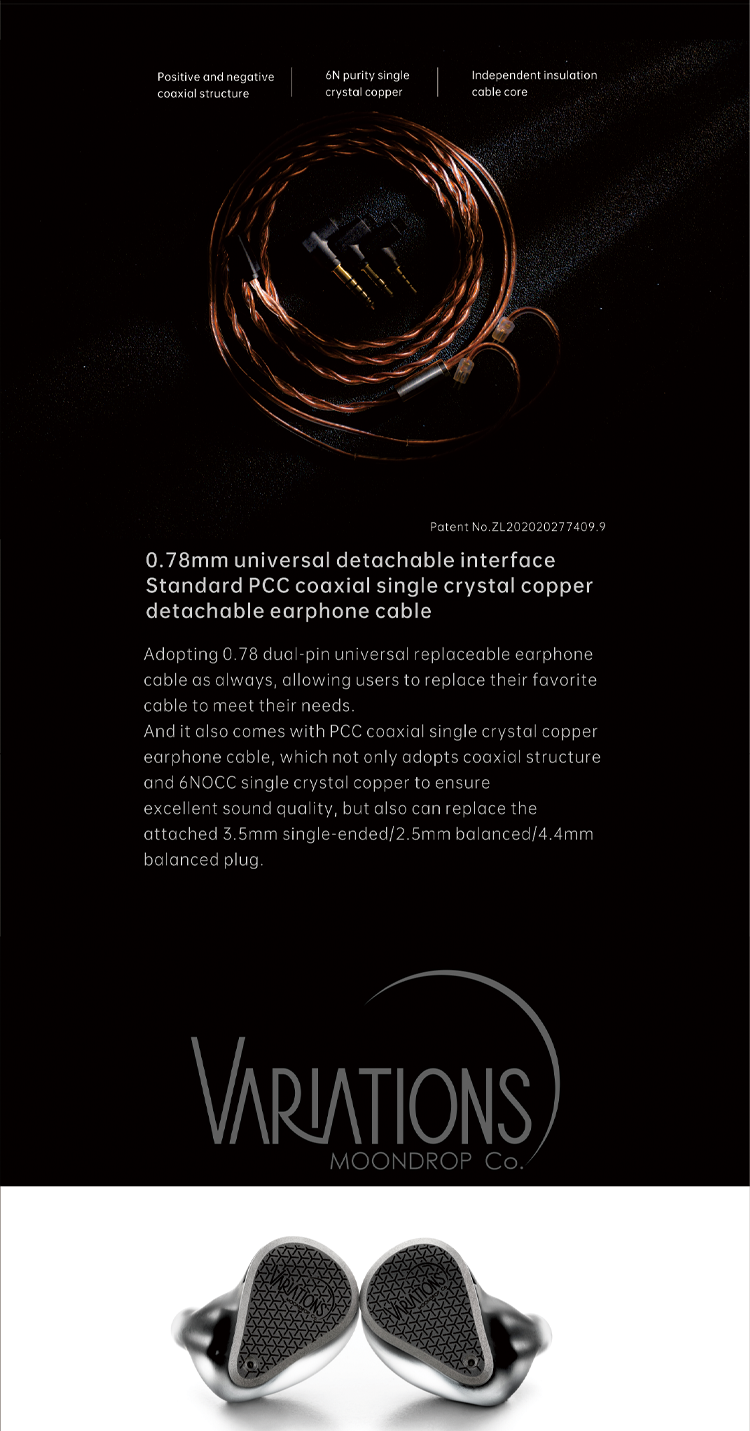 Positive and negative
coaxial structure
6N purity single
crystal copper
Independent insulation
cable core
Patent No.ZL202020277409.9
0.78mm universal detachable interface
Standard PCC coaxial single crystal copper
detachable earphone cable
Adopting 0.78 dual-pin universal replaceable earphone
cable as always, allowing users to replace their favorite
cable to meet their needs.
And it also comes with PCC coaxial single crystal copper
earphone cable, which not only adopts coaxial structure
and 6NOCC single crystal copper to ensure
excellent sound quality, but also can replace the
attached 3.5mm single-ended/2.5mm balanced/4.4mm
balanced plug.
VARIATIONS
MOONDROP Co.
VARIATIONS
VARIATIONS